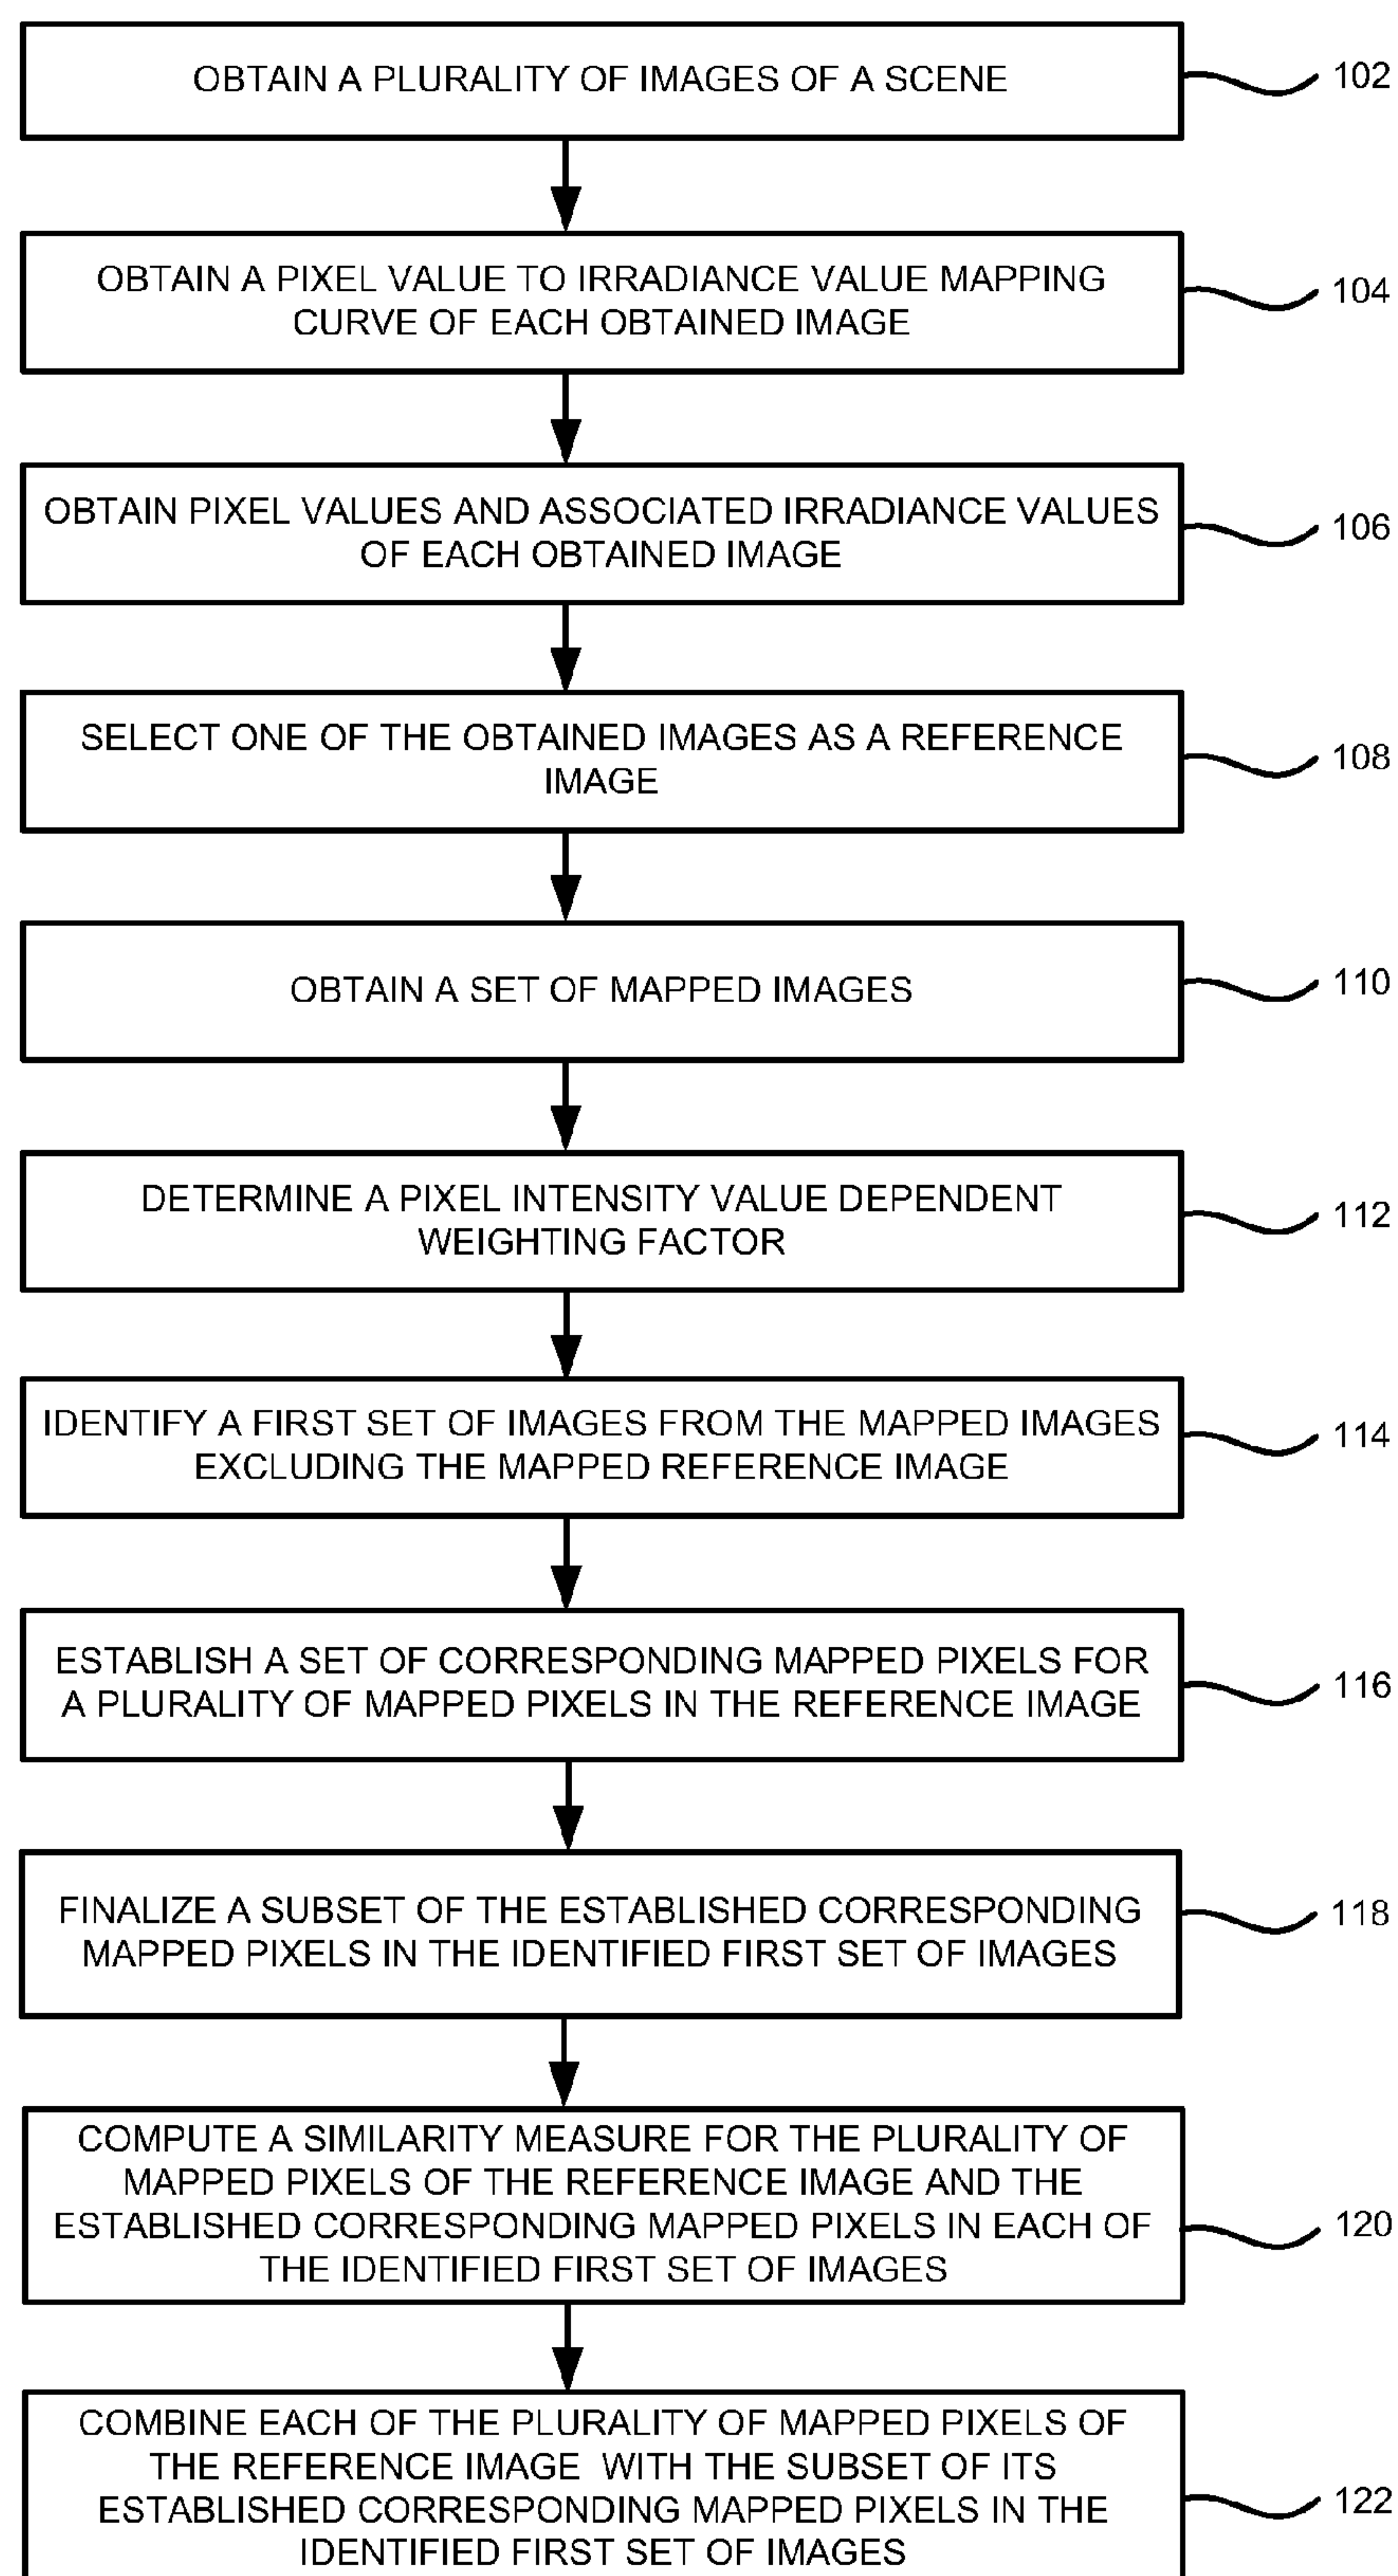 OBTAIN A PLURALITY OF IMAGES OF A SCENE
102
OBTAIN A PIXEL VALUE TO IRRADIANCE VALUE MAPPING
CURVE OF EACH OBTAINED IMAGE
104
OBTAIN PIXEL VALUES AND ASSOCIATED IRRADIANCE VALUES
OF EACH OBTAINED IMAGE
106
SELECT ONE OF THE OBTAINED IMAGES AS A REFERENCE
IMAGE
108
OBTAIN A SET OF MAPPED IMAGES
110
DETERMINE A PIXEL INTENSITY VALUE DEPENDENT
WEIGHTING FACTOR
112
IDENTIFY A FIRST SET OF IMAGES FROM THE MAPPED IMAGES
EXCLUDING THE MAPPED REFERENCE IMAGE
114
ESTABLISH A SET OF CORRESPONDING MAPPED PIXELS FOR
A PLURALITY OF MAPPED PIXELS IN THE REFERENCE IMAGE
116
FINALIZE A SUBSET OF THE ESTABLISHED CORRESPONDING
MAPPED PIXELS IN THE IDENTIFIED FIRST SET OF IMAGES
118
COMPUTE A SIMILARITY MEASURE FOR THE PLURALITY OF
MAPPED PIXELS OF THE REFERENCE IMAGE AND THE
ESTABLISHED CORRESPONDING MAPPED PIXELS IN EACH OF
THE IDENTIFIED FIRST SET OF IMAGES
120
COMBINE EACH OF THE PLURALITY OF MAPPED PIXELS OF
THE REFERENCE IMAGE WITH THE SUBSET OF ITS
ESTABLISHED CORRESPONDING MAPPED PIXELS IN THE
IDENTIFIED FIRST SET OF IMAGES
122